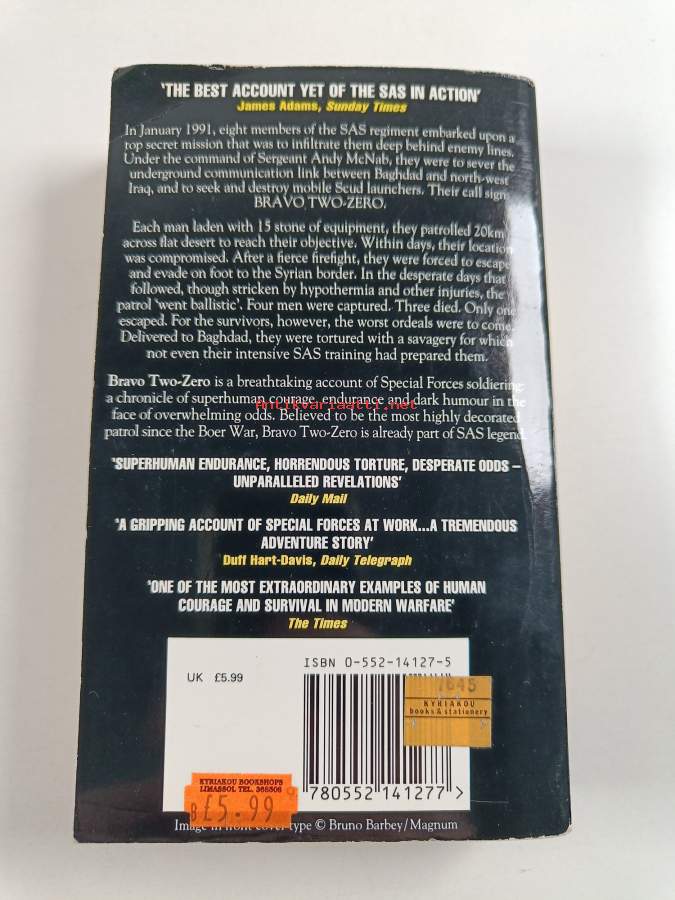 'THE BEST ACCOUNT YET OF THE SAS IN ACTION'
James Adams, Sunday Times
In January 1991, eight members of the SAS regiment embarked upon a
top secret mission that was to infiltrate them deep behind enemy lines.
Under the command of Sergeant Andy McNab, they were to sever the
underground communication link between Baghdad and north-west
Iraq, and to seek and destroy mobile Scud launchers. Their call sign:
BRAVO TWO-ZERO.
Each man laden with 15 stone of equipment, they patrolled 20km
across flat desert to reach their objective. Within days, their location
was compromised. After a fierce firefight, they were forced to escape
and evade on foot to the Syrian border. In the desperate days that
followed, though stricken by hypothermia and other injuries, the
patrol 'went ballistic'. Four men were captured. Three died. Only one
escaped. For the survivors, however, the worst ordeals were to come.
Delivered to Baghdad, they were tortured with a savagery for which
not even their intensive SAS training had prepared them.
Bravo Two-Zero is a breathtaking account of Special Forces soldiering:
a chronicle of superhuman courage, endurance and dark humour in the
Antikvariaatti.net
face of overwhelming odds. Believed to be the most highly decorated
patrol since the Boer War, Bravo Two-Zero is already part of SAS legend.
'SUPERHUMAN ENDURANCE, HORRENDOUS TORTURE, DESPERATE ODDS –
UNPARALLELED REVELATIONS'
Daily Mail
'A GRIPPING ACCOUNT OF SPECIAL FORCES AT WORK...A TREMENDOUS
ADVENTURE STORY'
Duff Hart-Davis, Daily Telegraph
'ONE OF THE MOST EXTRAORDINARY EXAMPLES OF HUMAN
COURAGE AND SURVIVAL IN MODERN WARFARE'
The Times
UK £5.99
ISBN 0-552-14127-5
1645
KYRIAKOU
books & stationery
KYRIAKOU BOOKSHOPS
LIMASSOL TEL. 368508
B £5.99
9 780552 141277 >
Image in front cover type © Bruno Barbey/Magnum